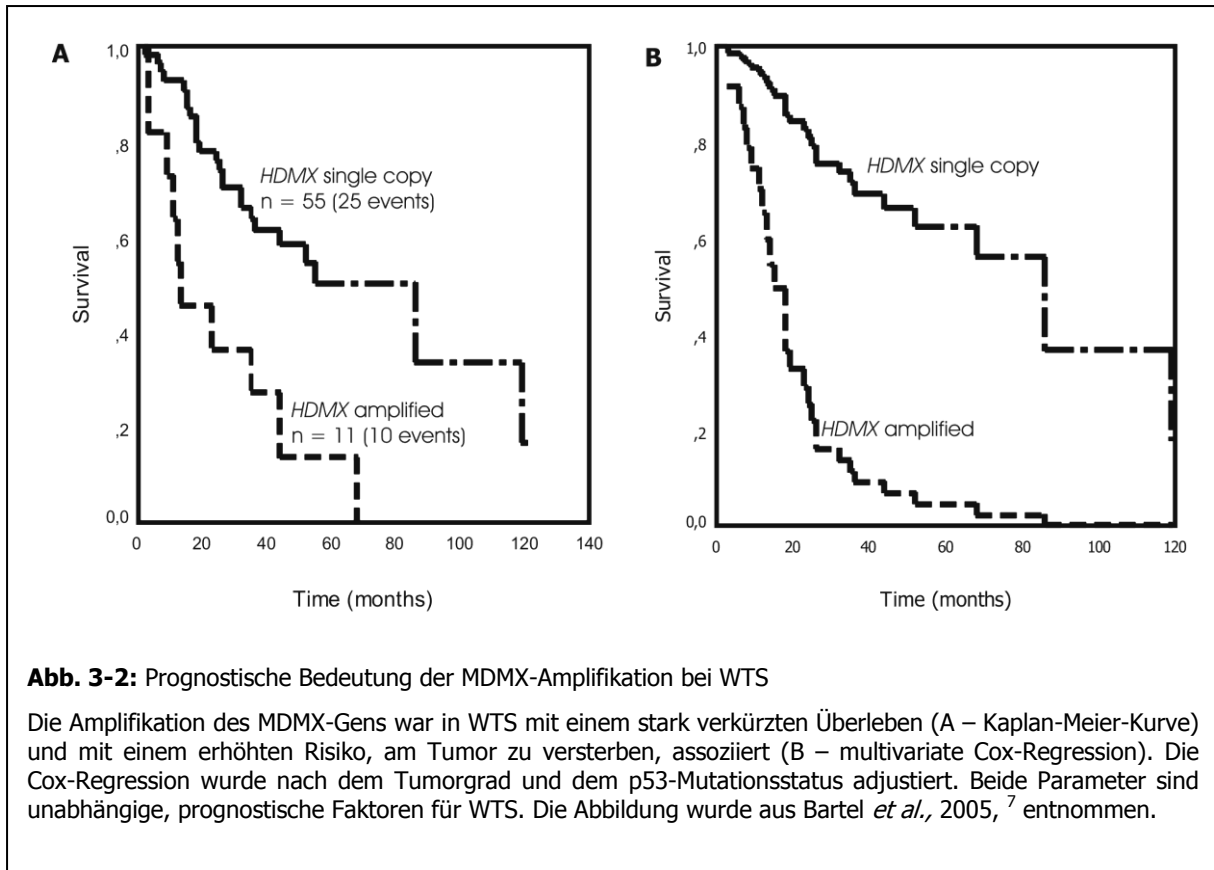 A
1,0
,8
,6
,4
,2
0,0
Survival
HDMX single copy
n = 55 (25 events)
HDMX amplified
n = 11 (10 events)
0 20 40 60 80 100 120 140
Time (months)
B
1,0
,8
,6
,4
,2
0,0
Survival
HDMX single copy
HDMX amplified
0 20 40 60 80 100 120
Time (months)
Abb. 3-2: Prognostische Bedeutung der MDMX-Amplifikation bei WTS
Die Amplifikation des MDMX-Gens war in WTS mit einem stark verkürzten Überleben (A – Kaplan-Meier-Kurve)
und mit einem erhöhten Risiko, am Tumor zu versterben, assoziiert (B – multivariate Cox-Regression). Die
Cox-Regression wurde nach dem Tumorgrad und dem p53-Mutationsstatus adjustiert. Beide Parameter sind
unabhängige, prognostische Faktoren für WTS. Die Abbildung wurde aus Bartel et al., 2005, 7 entnommen.